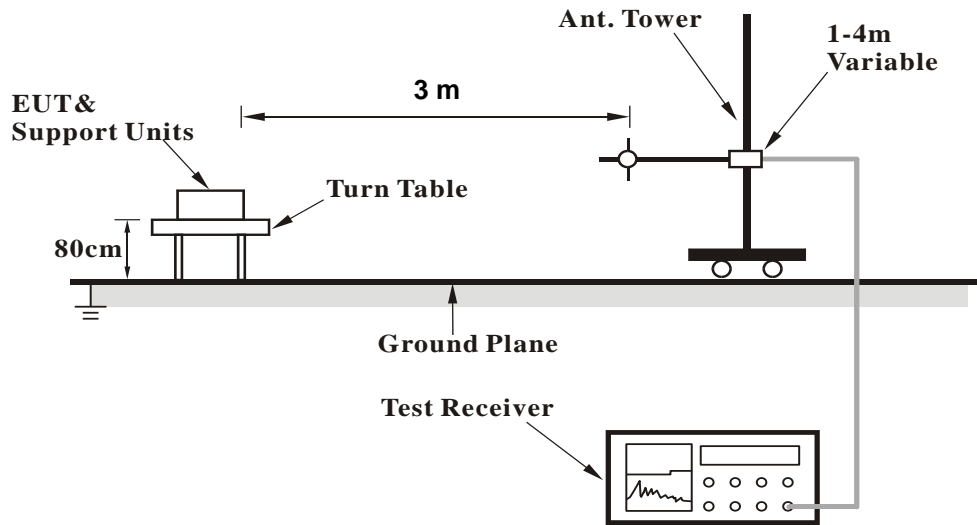 Ant. Tower
1-4m
Variable
3 m
EUT&
Support Units
Turn Table
80cm
Ground Plane
Test Receiver